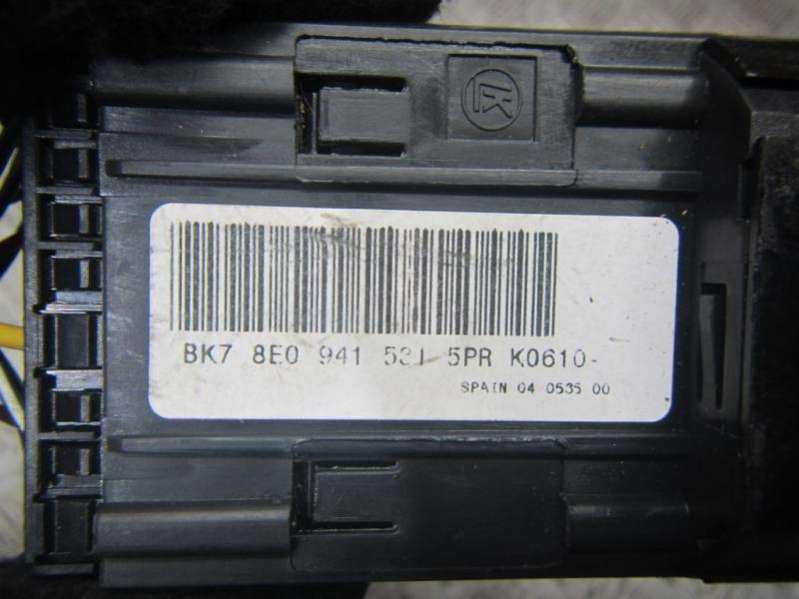 LK
BK7 8E0 941 531 5PR K0610-
SPAIN 04 0535 00